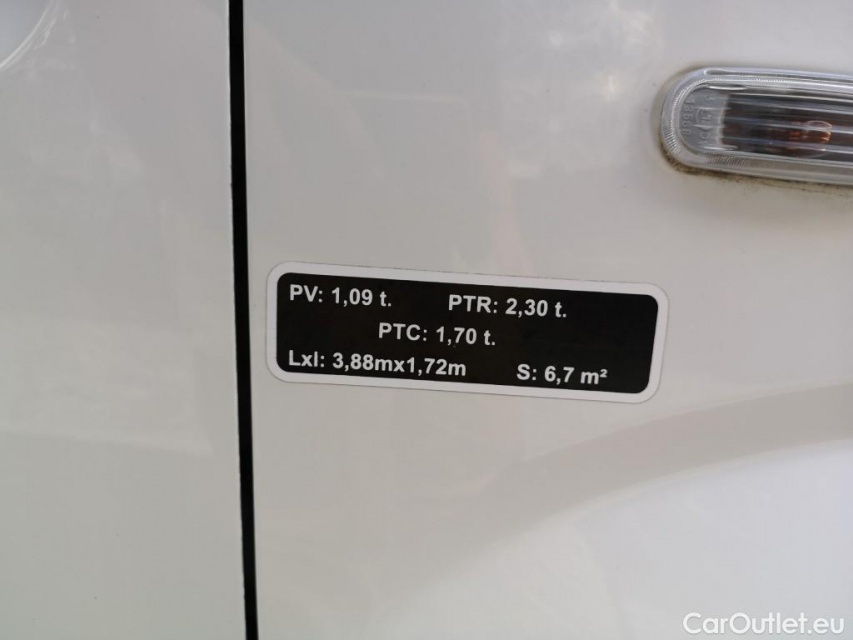 PV: 1,09 t. PTR: 2,30 t.
PTC: 1,70 t.
Lxl: 3,88mx1,72m S: 6,7 m²
CarOutlet.eu